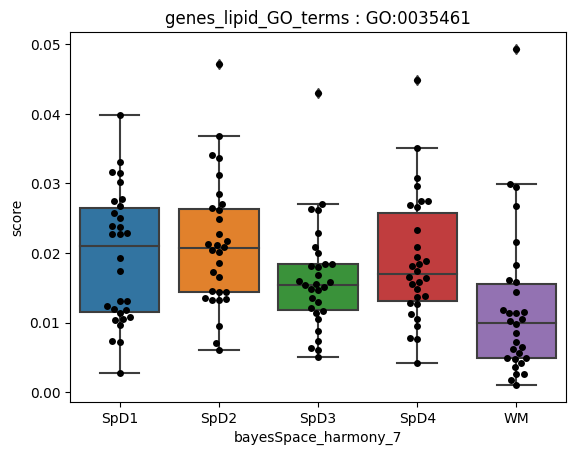 genes_lipid_GO_terms : GO:0035461
0.05
0.04
0.03
0.02
0.01
0.00
score
SpD1 SpD2 SpD3 SpD4 WM
bayesSpace_harmony_7